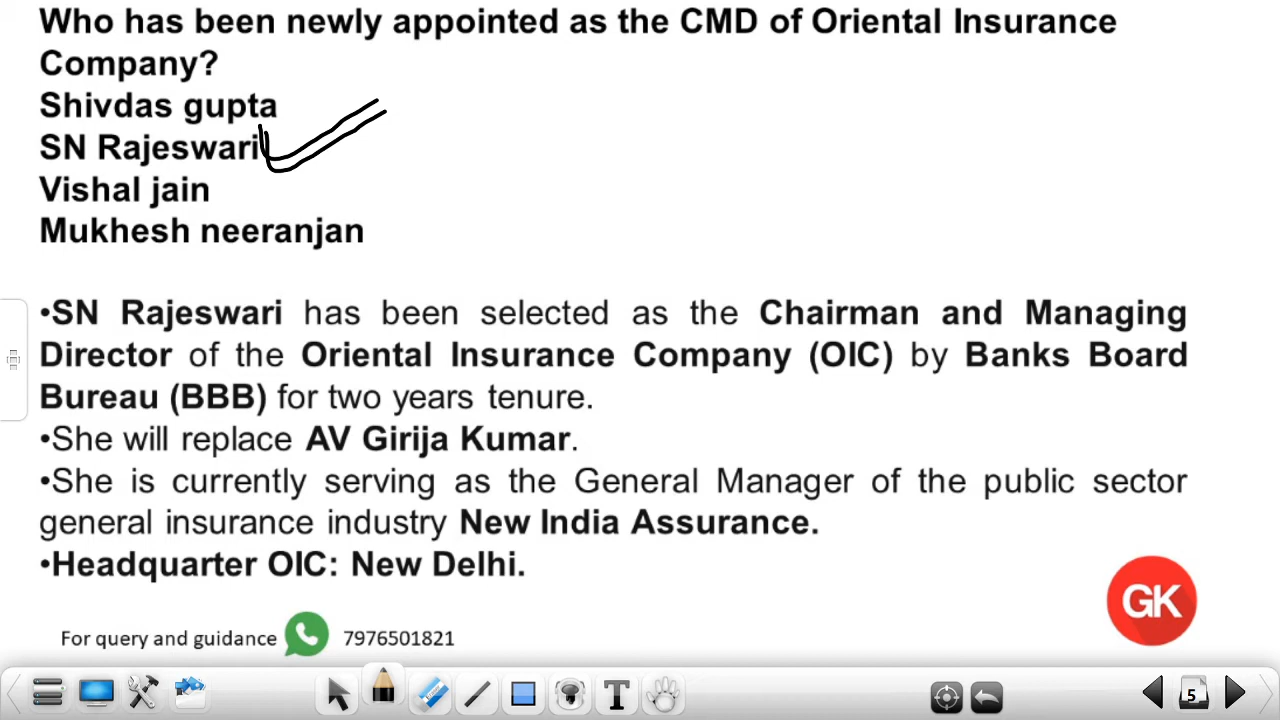 Who has been newly appointed as the CMD of Oriental Insurance
Company?
Shivdas gupta
SN Rajeswari
Vishal jain
Mukhesh neeranjan
•SN Rajeswari has been selected as the Chairman and Managing
Director of the Oriental Insurance Company (OIC) by Banks Board
Bureau (BBB) for two years tenure.
•She will replace AV Girija Kumar.
•She is currently serving as the General Manager of the public sector
general insurance industry New India Assurance.
•Headquarter OIC: New Delhi.
GK
For query and guidance 7976501821
T
5